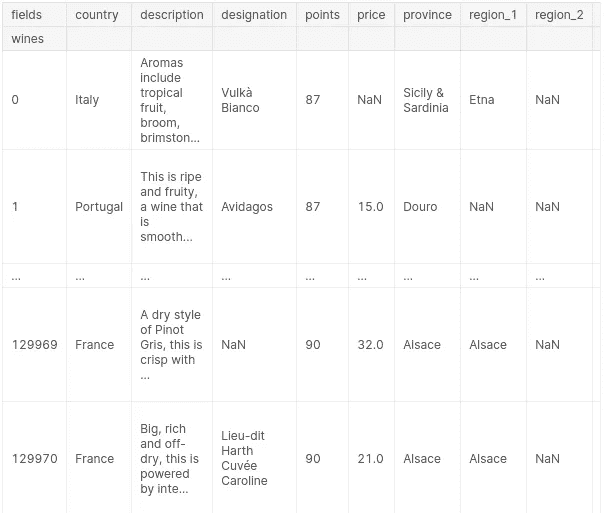 fields country description designation points price province region_1 region_2
wines
0 Italy Aromas include tropical fruit, broom, brimston... Vulkà Bianco 87 NaN Sicily & Sardinia Etna NaN
1 Portugal This is ripe and fruity, a wine that is smooth... Avidagos 87 15.0 Douro NaN NaN
... ... ... ... ... ... ... ... ...
129969 France A dry style of Pinot Gris, this is crisp with ... NaN 90 32.0 Alsace Alsace NaN
129970 France Big, rich and off-dry, this is powered by inte... Lieu-dit Harth Cuvée Caroline 90 21.0 Alsace Alsace NaN